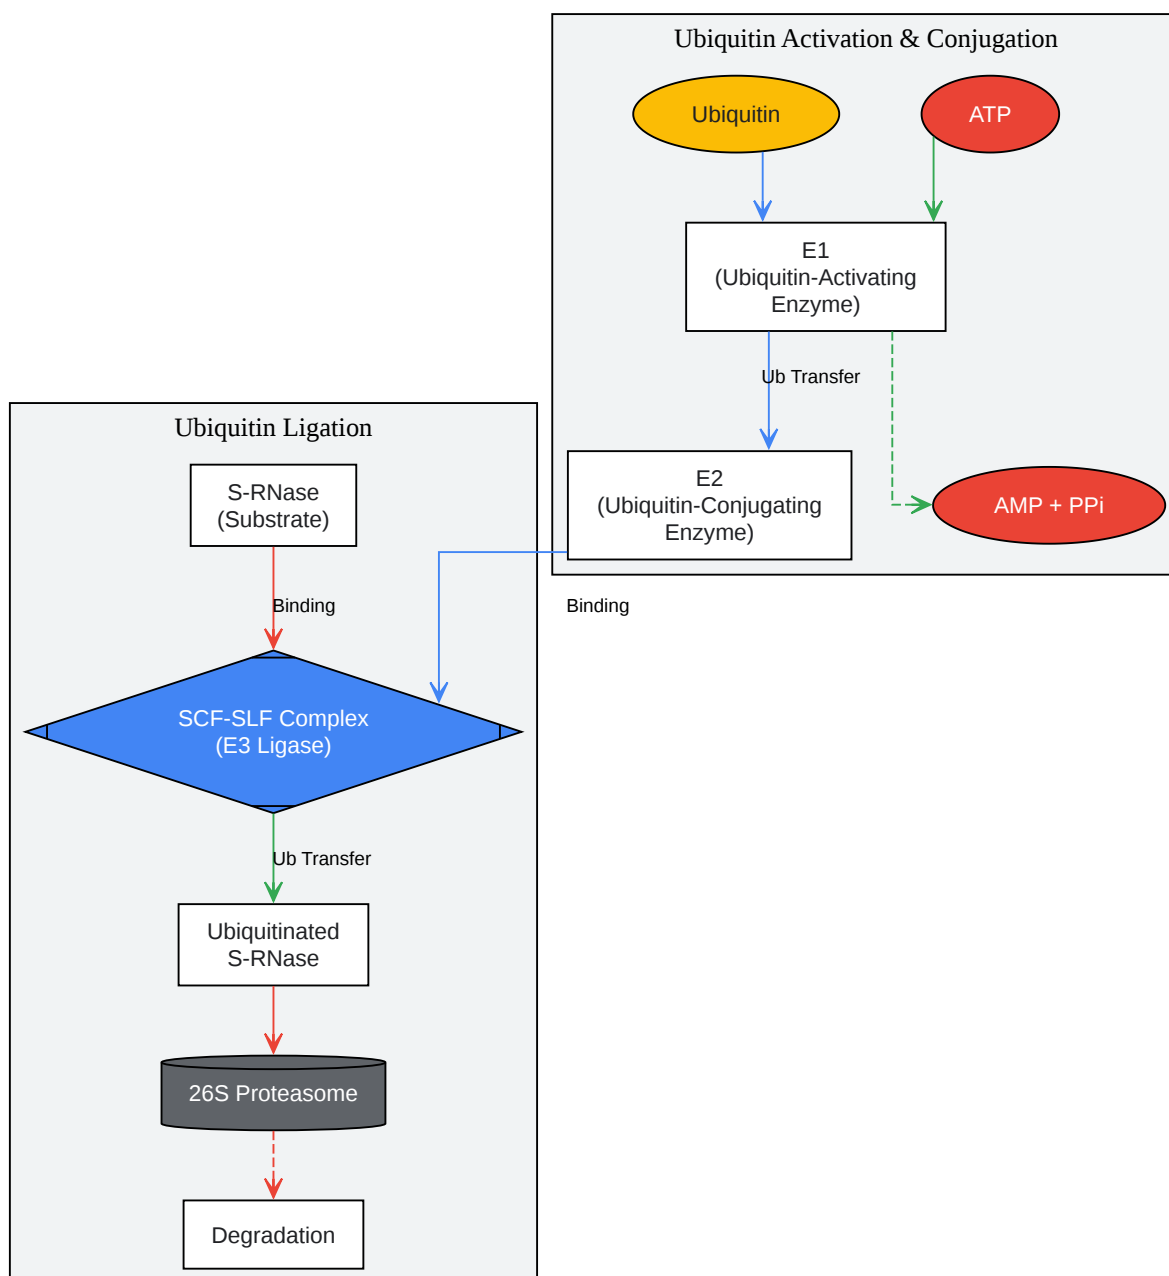 Ubiquitin Activation & Conjugation
Ubiquitin
ATP
E1
(Ubiquitin-Activating
Enzyme)
Ub Transfer
E2
(Ubiquitin-Conjugating
Enzyme)
AMP + PPi
Binding
Ubiquitin Ligation
S-RNase
(Substrate)
Binding
SCF-SLF Complex
(E3 Ligase)
Ub Transfer
Ubiquitinated
S-RNase
26S Proteasome
Degradation